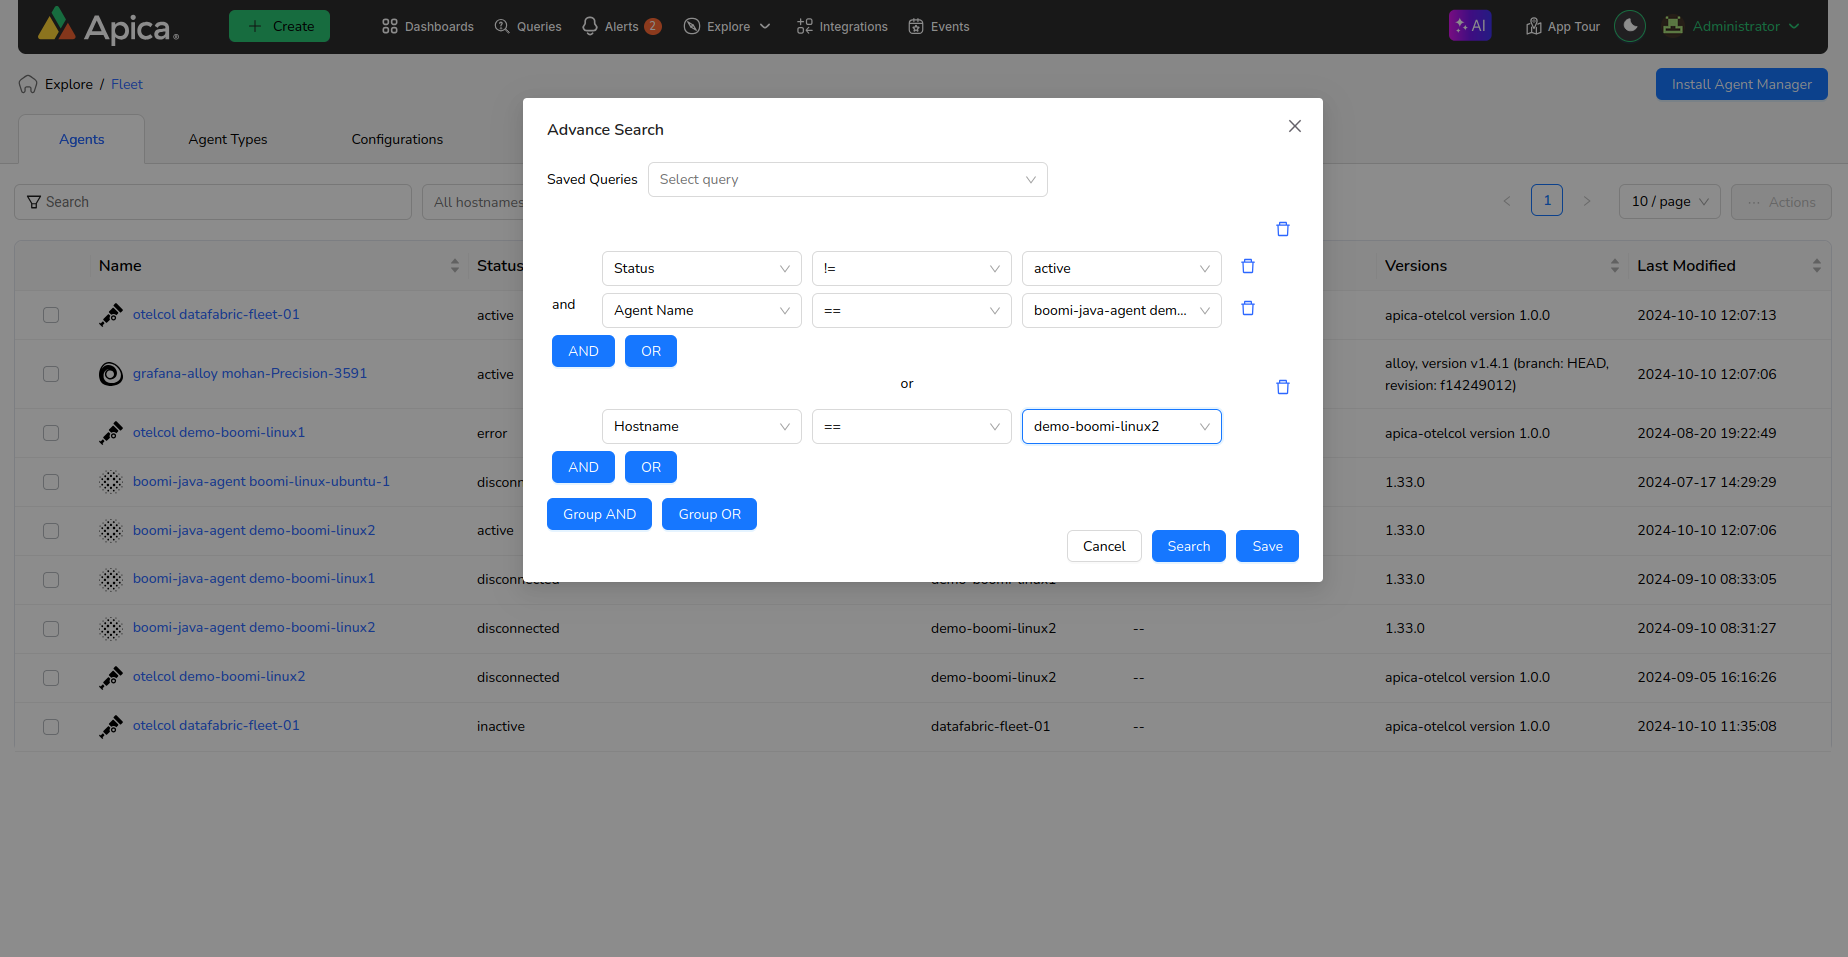 Apica
Create
Dashboards
Queries
Alerts 2
Explore
Integrations
Events
AI
App Tour
Administrator
Explore / Fleet
Install Agent Manager
Agents
Agent Types
Configurations
Search
All hostnames
1
10 / page
Actions
Advance Search
Saved Queries Select query
Status != active
and Agent Name == boomi-java-agent dem...
AND OR
or
Hostname == demo-boomi-linux2
AND OR
Group AND Group OR
Cancel Search Save
Name Status Versions Last Modified
otelcol datafabric-fleet-01 active apica-otelcol version 1.0.0 2024-10-10 12:07:13
grafana-alloy mohan-Precision-3591 active alloy, version v1.4.1 (branch: HEAD, 2024-10-10 12:07:06
revision: f14249012)
otelcol demo-boomi-linux1 error apica-otelcol version 1.0.0 2024-08-20 19:22:49
boomi-java-agent boomi-linux-ubuntu-1 1.33.0 2024-07-17 14:29:29
boomi-java-agent demo-boomi-linux2 active 1.33.0 2024-10-10 12:07:06
boomi-java-agent demo-boomi-linux1 disconnected demo-boomi-linux1 1.33.0 2024-09-10 08:33:05
boomi-java-agent demo-boomi-linux2 disconnected demo-boomi-linux2 -- 1.33.0 2024-09-10 08:31:27
otelcol demo-boomi-linux2 disconnected demo-boomi-linux2 -- apica-otelcol version 1.0.0 2024-09-05 16:16:26
otelcol datafabric-fleet-01 inactive datafabric-fleet-01 -- apica-otelcol version 1.0.0 2024-10-10 11:35:08